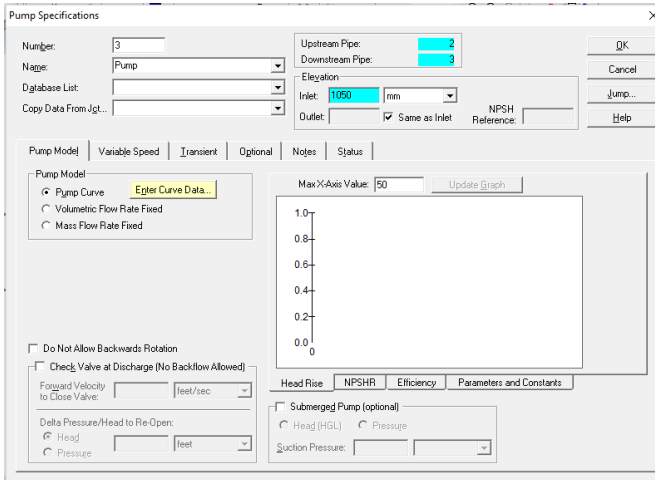 Pump Specifications
Number: 3
Name: Pump
Database List:
Copy Data From Jct...
Upstream Pipe: 2
Downstream Pipe: 3
Elevation
Inlet: 1050 mm
Outlet: Same as Inlet
NPSH
Reference:
OK
Cancel
Jump...
Help
Pump Model Variable Speed Transient Optional Notes Status
Pump Model
Pump Curve Enter Curve Data...
Volumetric Flow Rate Fixed
Mass Flow Rate Fixed
Max X-Axis Value: 50 Update Graph
1.0
0.8
0.6
0.4
0.2
0.0
0
Do Not Allow Backwards Rotation
Check Valve at Discharge (No Backflow Allowed)
Forward Velocity
to Close Valve: feet/sec
Delta Pressure/Head to Re-Open:
Head feet
Pressure
Head Rise NPSHR Efficiency Parameters and Constants
Submerged Pump (optional)
Head (HGL) Pressure
Suction Pressure: